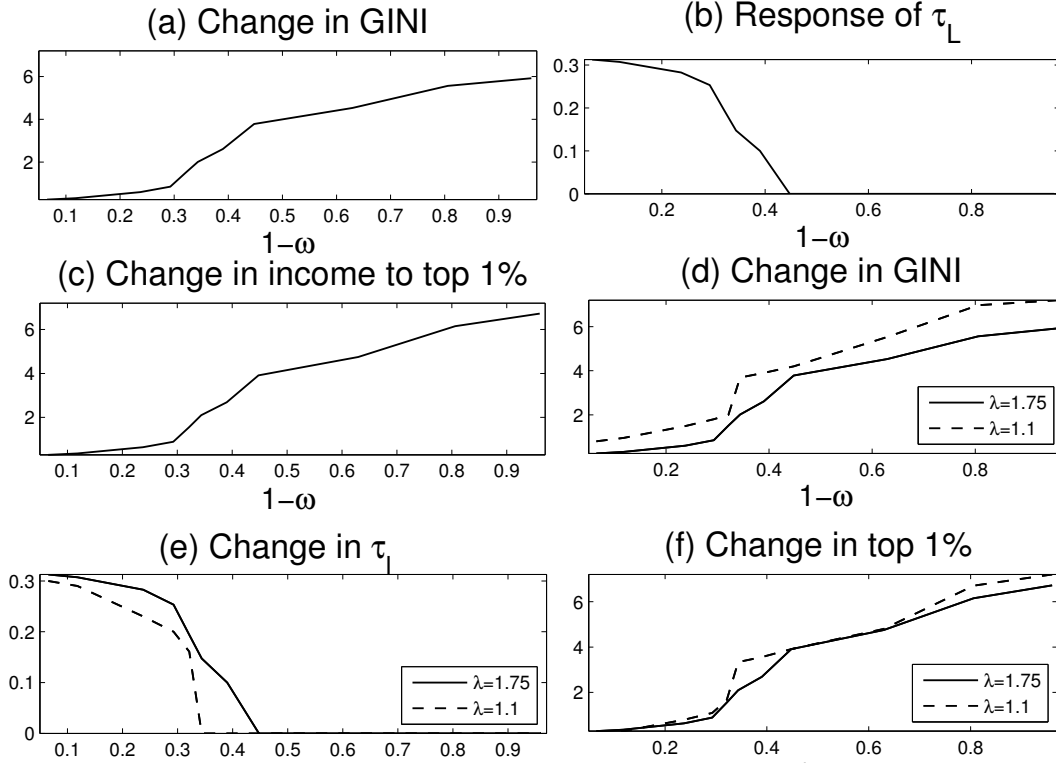 (a) Change in GINI
6
4
2
0.1 0.2 0.3 0.4 0.5 0.6 0.7 0.8 0.9
1−ω
(b) Response of τ_L
0.3
0.2
0.1
0
0.2 0.4 0.6 0.8
1−ω
(c) Change in income to top 1%
6
4
2
0.1 0.2 0.3 0.4 0.5 0.6 0.7 0.8 0.9
1−ω
(d) Change in GINI
6
4
2
λ=1.75
λ=1.1
0.2 0.4 0.6 0.8
1−ω
(e) Change in τ_l
0.3
0.2
0.1
0
λ=1.75
λ=1.1
0.1 0.2 0.3 0.4 0.5 0.6 0.7 0.8 0.9
(f) Change in top 1%
6
4
2
λ=1.75
λ=1.1
0.2 0.4 0.6 0.8